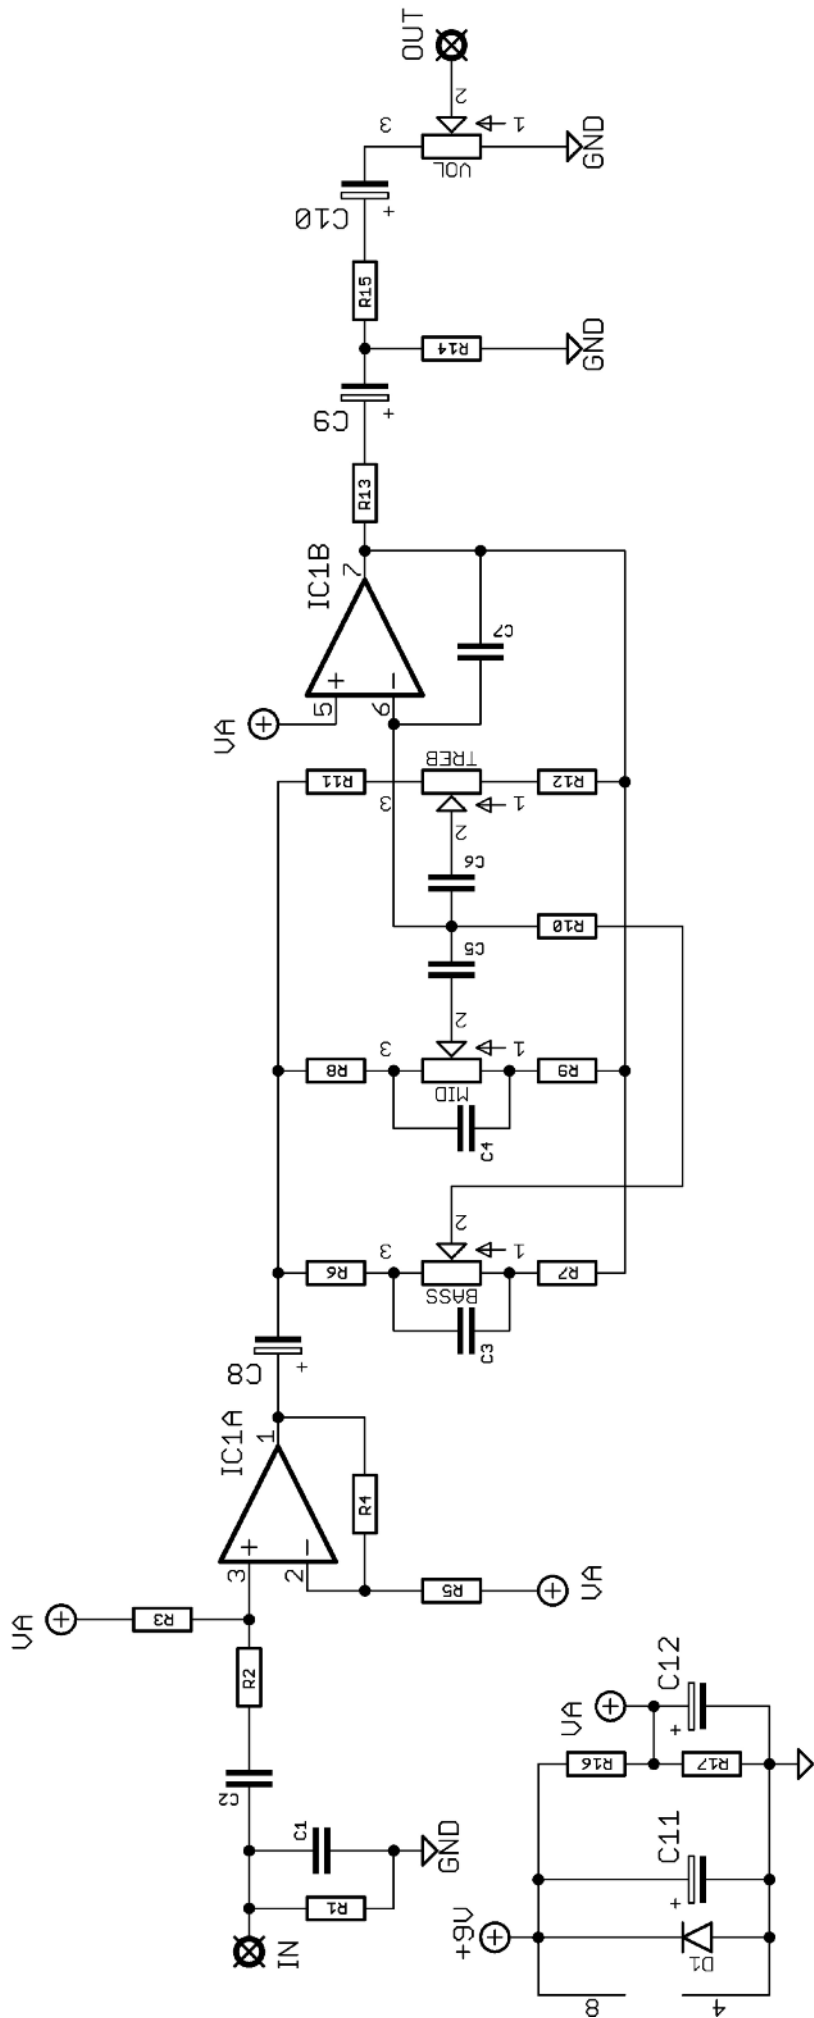 OUT
2
3
1
VOL
GND
C10
+
R15
R14
GND
C9
+
R13
IC1B
7
C7
+
-
5
6
VA
TREB
R11
3
1
R12
2
C6
R10
C5
2
R8
3
1
R9
MID
C4
2
R6
3
1
R7
BASS
C3
C8
+
IC1A
1
R4
+
-
3
2
VA
R3
R5
VA
R2
C2
C1
R1
GND
IN
VA
C12
+
R16
R17
C11
+
+9V
D1
8
4